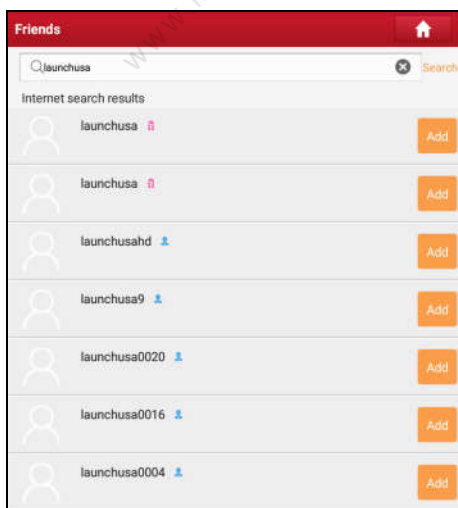 Friends
launchusa
Search
Internet search results
launchusa
Add
launchusa
Add
launchusahd
Add
launchusa9
Add
launchusa0020
Add
launchusa0016
Add
launchusa0004
Add